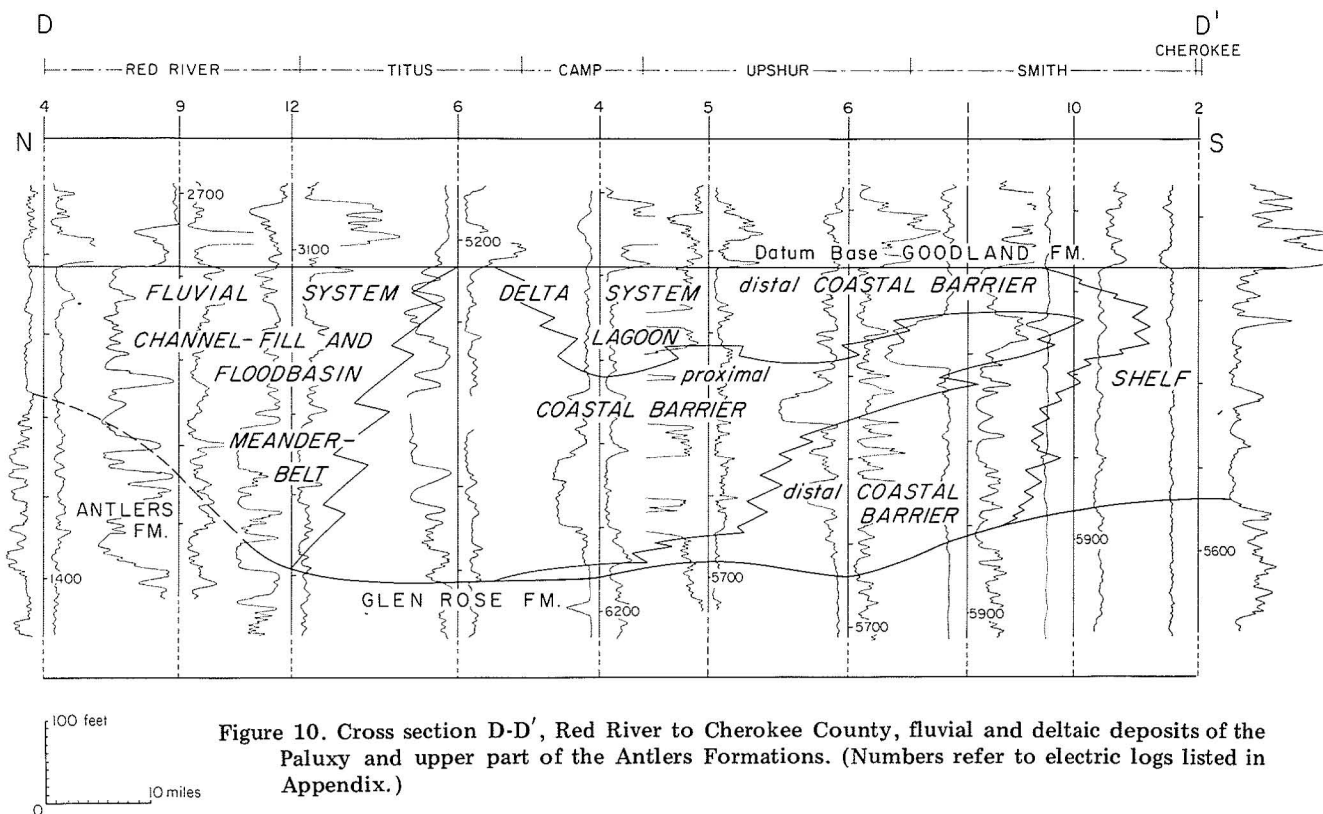 D D'
CHEROKEE
RED RIVER TITUS CAMP UPSHUR SMITH
4 9 12 6 4 5 6 1 10 2
N S
2700
3100
5200
Datum Base GOODLAND FM.
FLUVIAL SYSTEM DELTA SYSTEM distal COASTAL BARRIER
CHANNEL-FILL AND LAGOON
FLOODBASIN proximal SHELF
COASTAL BARRIER
MEANDER-
BELT
distal COASTAL
BARRIER
ANTLERS
FM.
1400
GLEN ROSE FM.
6200
5700
5700
5900
5900
5600
100 feet
0 10 miles
Figure 10. Cross section D-D', Red River to Cherokee County, fluvial and deltaic deposits of the
Paluxy and upper part of the Antlers Formations. (Numbers refer to electric logs listed in
Appendix.)